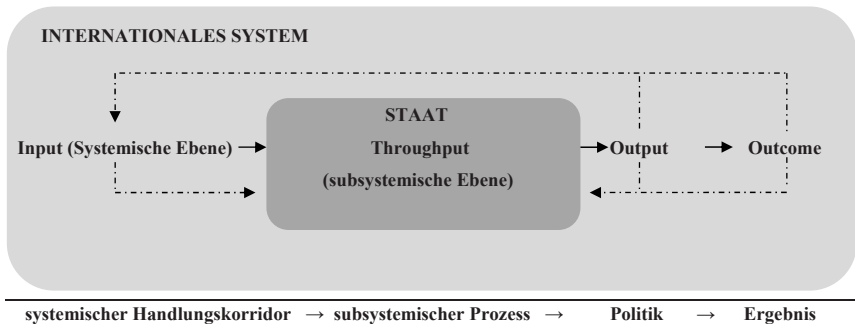 INTERNATIONALES SYSTEM
STAAT
Input (Systemische Ebene) → Throughput → Output → Outcome
(subsystemische Ebene)
systemischer Handlungskorridor → subsystemischer Prozess → Politik → Ergebnis